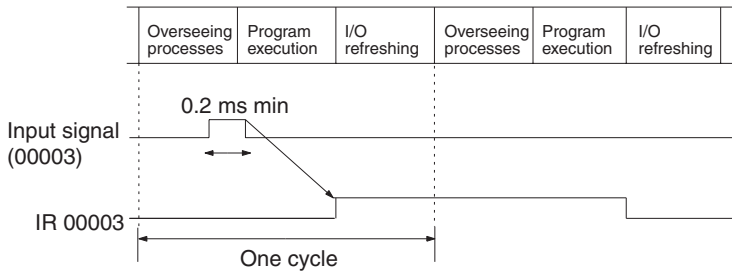 Overseeing processes
Program execution
I/O refreshing
Overseeing processes
Program execution
I/O refreshing
0.2 ms min
Input signal
(00003)
IR 00003
One cycle